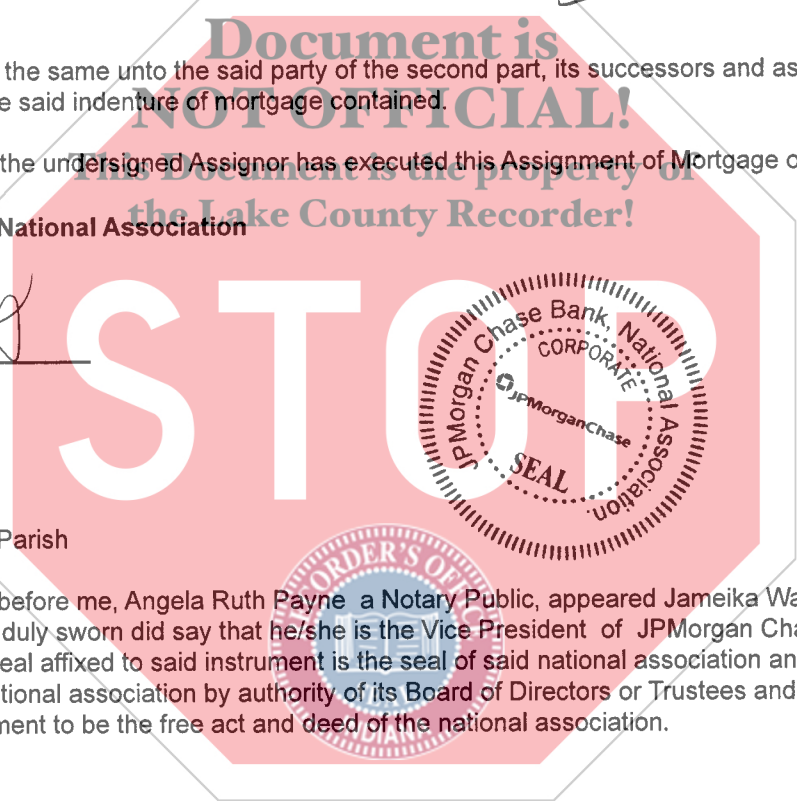 Document is
the same unto the said party of the second part, its successors and as
e said indenture of mortgage contained.
NOT OFFICIAL!
the undersigned Assignor has executed this Assignment of Mortgage o
This Document is the property of
the Lake County Recorder!
National Association
STOP
JPMorgan Chase Bank, National Association.
CORPORATE
JPMorganChase
SEAL
Parish
RECORDER'S OFFIC
before me, Angela Ruth Payne a Notary Public, appeared Jameika Wa
duly sworn did say that he/she is the Vice President of JPMorgan Cha
eal affixed to said instrument is the seal of said national association an
tional association by authority of its Board of Directors or Trustees and
ment to be the free act and deed of the national association.
INDIANA